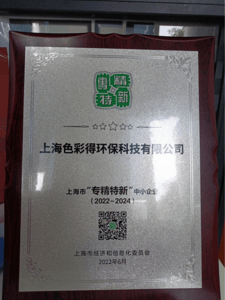 專精特新
上海色彩得环保科技有限公司
上海市“专精特新”中小企业
（2022-2024）
上海市经济和信息化委员会
2022年6月